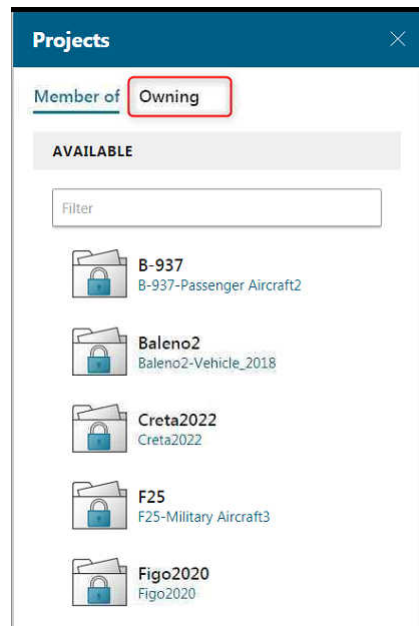 Projects
Member of Owning
AVAILABLE
Filter
B-937
B-937-Passenger Aircraft2
Baleno2
Baleno2-Vehicle_2018
Creta2022
Creta2022
F25
F25-Military Aircraft3
Figo2020
Figo2020